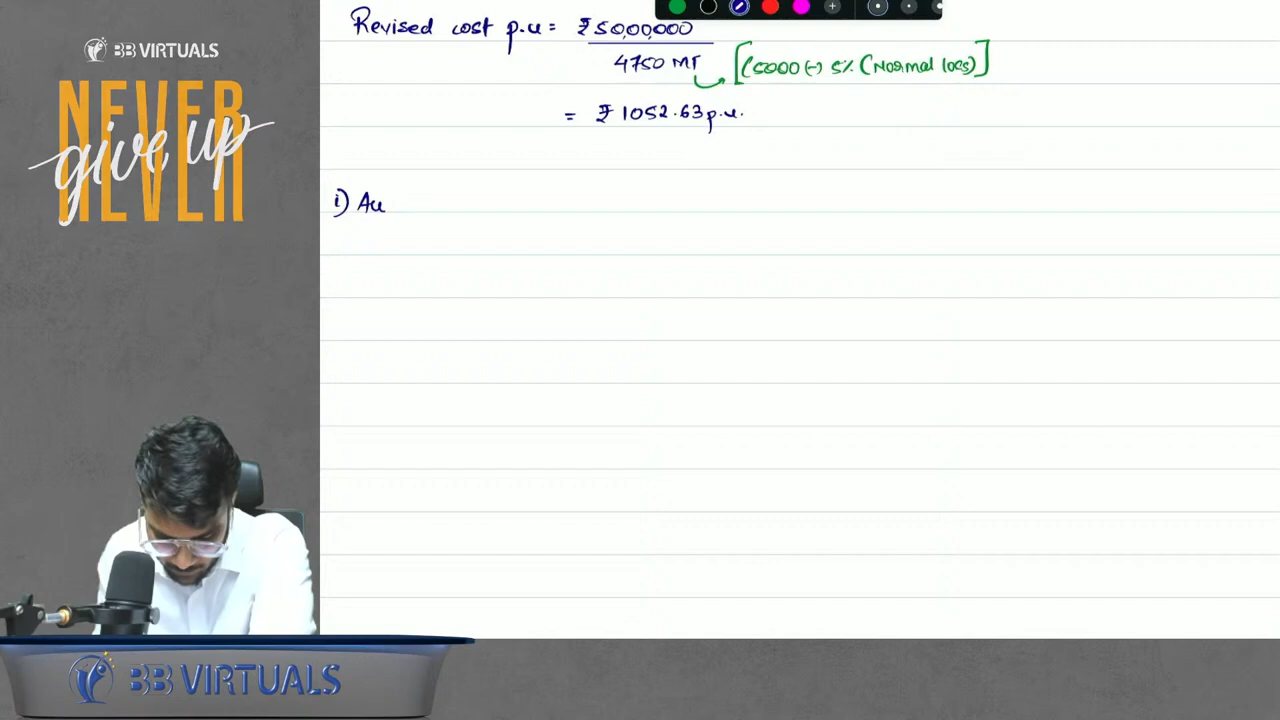 BB VIRTUALS
NEVER
give up
NEVER
Revised cost p.u = ₹50,00,000
4750 MT [(5000 (-) 5% (Normal loss)]
= ₹1052.63 p.u.
i) Au
BB VIRTUALS